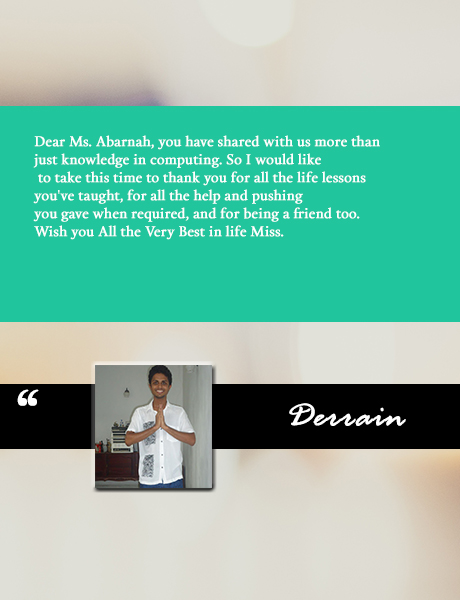 Dear Ms. Abarnah, you have shared with us more than
just knowledge in computing. So I would like
to take this time to thank you for all the life lessons
you've taught, for all the help and pushing
you gave when required, and for being a friend too.
Wish you All the Very Best in life Miss.
“
Derrain